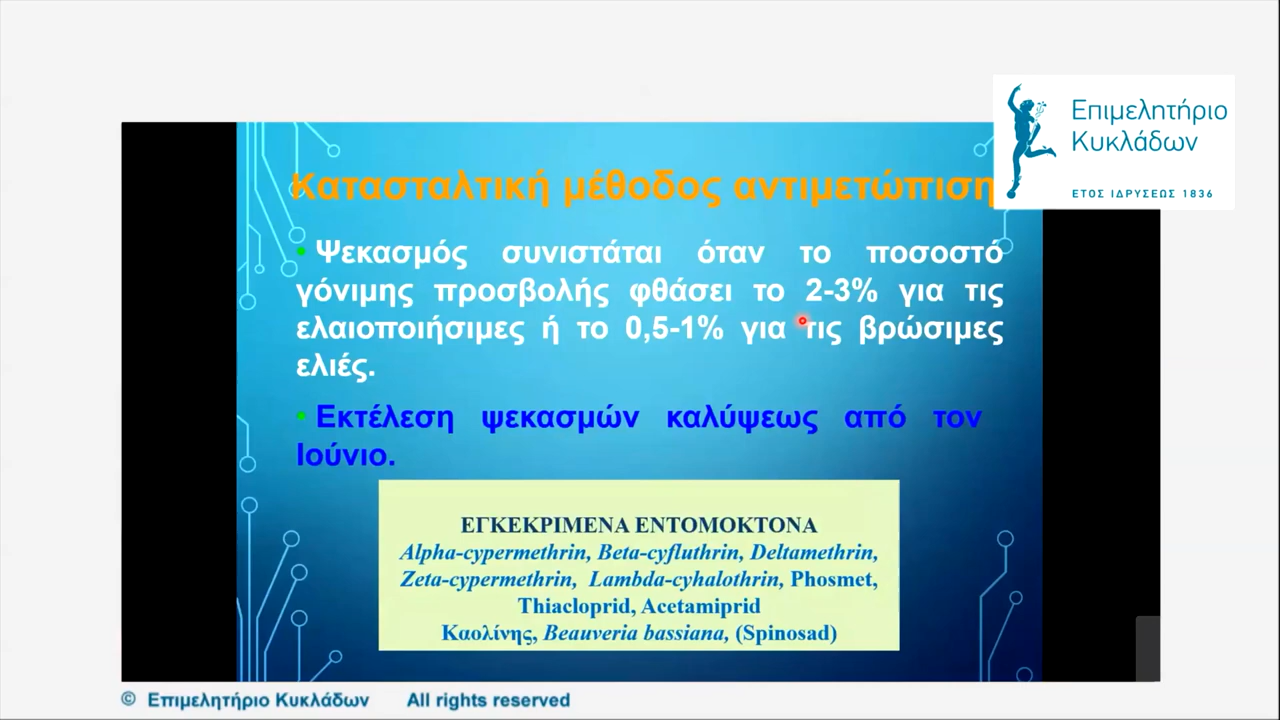 Επιμελητήριο
Κυκλάδων
ΕΤΟΣ ΙΔΡΥΣΕΩΣ 1836
Κατασταλτική μέθοδος αντιμετώπιση
• Ψεκασμός συνιστάται όταν το ποσοστό
γόνιμης προσβολής φθάσει το 2-3% για τις
ελαιοποιήσιμες ή το 0,5-1% για τις βρώσιμες
ελιές.
• Εκτέλεση ψεκασμών καλύψεως από τον
Ιούνιο.
ΕΓΚΕΚΡΙΜΕΝΑ ΕΝΤΟΜΟΚΤΟΝΑ
Alpha-cypermethrin, Beta-cyfluthrin, Deltamethrin,
Zeta-cypermethrin, Lambda-cyhalothrin, Phosmet,
Thiacloprid, Acetamiprid
Καολίνης, Beauveria bassiana, (Spinosad)
© Επιμελητήριο Κυκλάδων All rights reserved